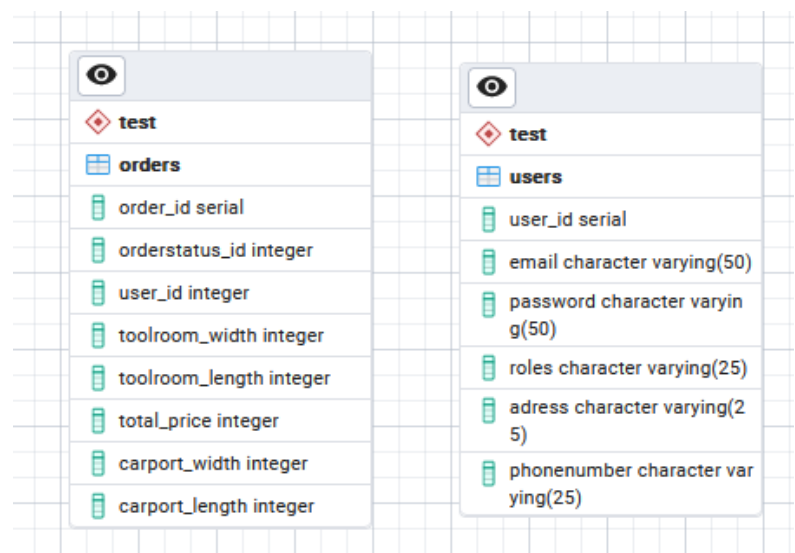 test
orders
order_id serial
orderstatus_id integer
user_id integer
toolroom_width integer
toolroom_length integer
total_price integer
carport_width integer
carport_length integer
test
users
user_id serial
email character varying(50)
password character varyin
g(50)
roles character varying(25)
adress character varying(2
5)
phonenumber character var
ying(25)